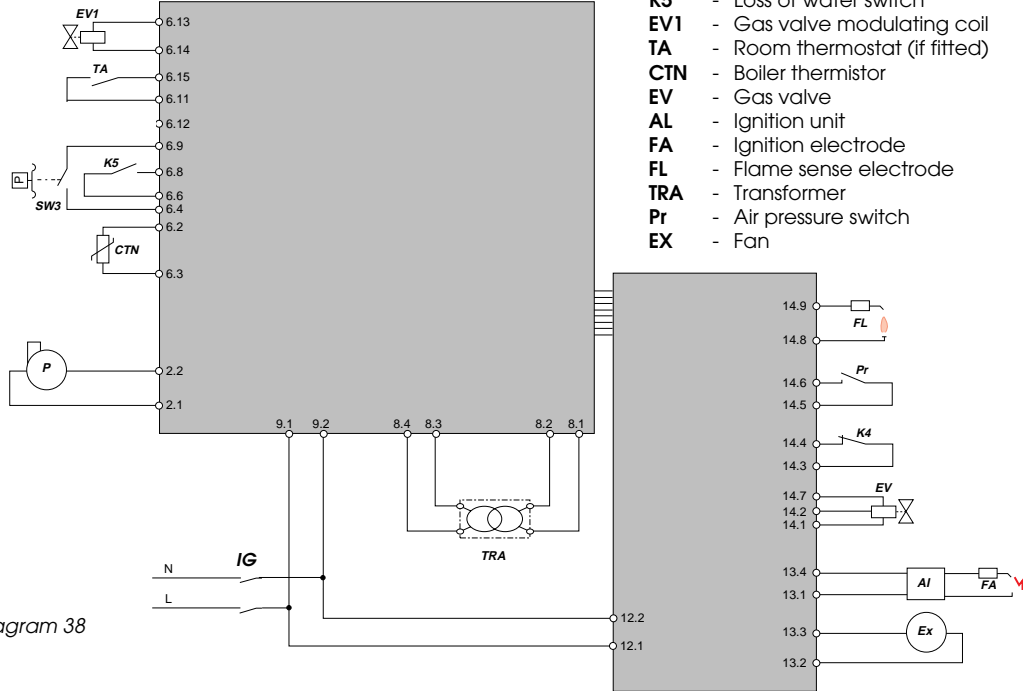 K5 - Loss of water switch
EV1 - Gas valve modulating coil
TA - Room thermostat (if fitted)
CTN - Boiler thermistor
EV - Gas valve
AL - Ignition unit
FA - Ignition electrode
FL - Flame sense electrode
TRA - Transformer
Pr - Air pressure switch
EX - Fan
EV1
6.13
6.14
TA
6.15
6.11
6.12
6.9
K5
6.8
P
6.6
SW3
6.4
6.2
CTN
6.3
P
2.2
2.1
9.1 9.2 8.4 8.3 8.2 8.1
TRA
N
IG
L
14.9
FL
14.8
Pr
14.6
14.5
K4
14.4
14.3
EV
14.7
14.2
14.1
13.4
AI
FA
13.1
12.2
13.3
Ex
12.1
13.2
agram 38